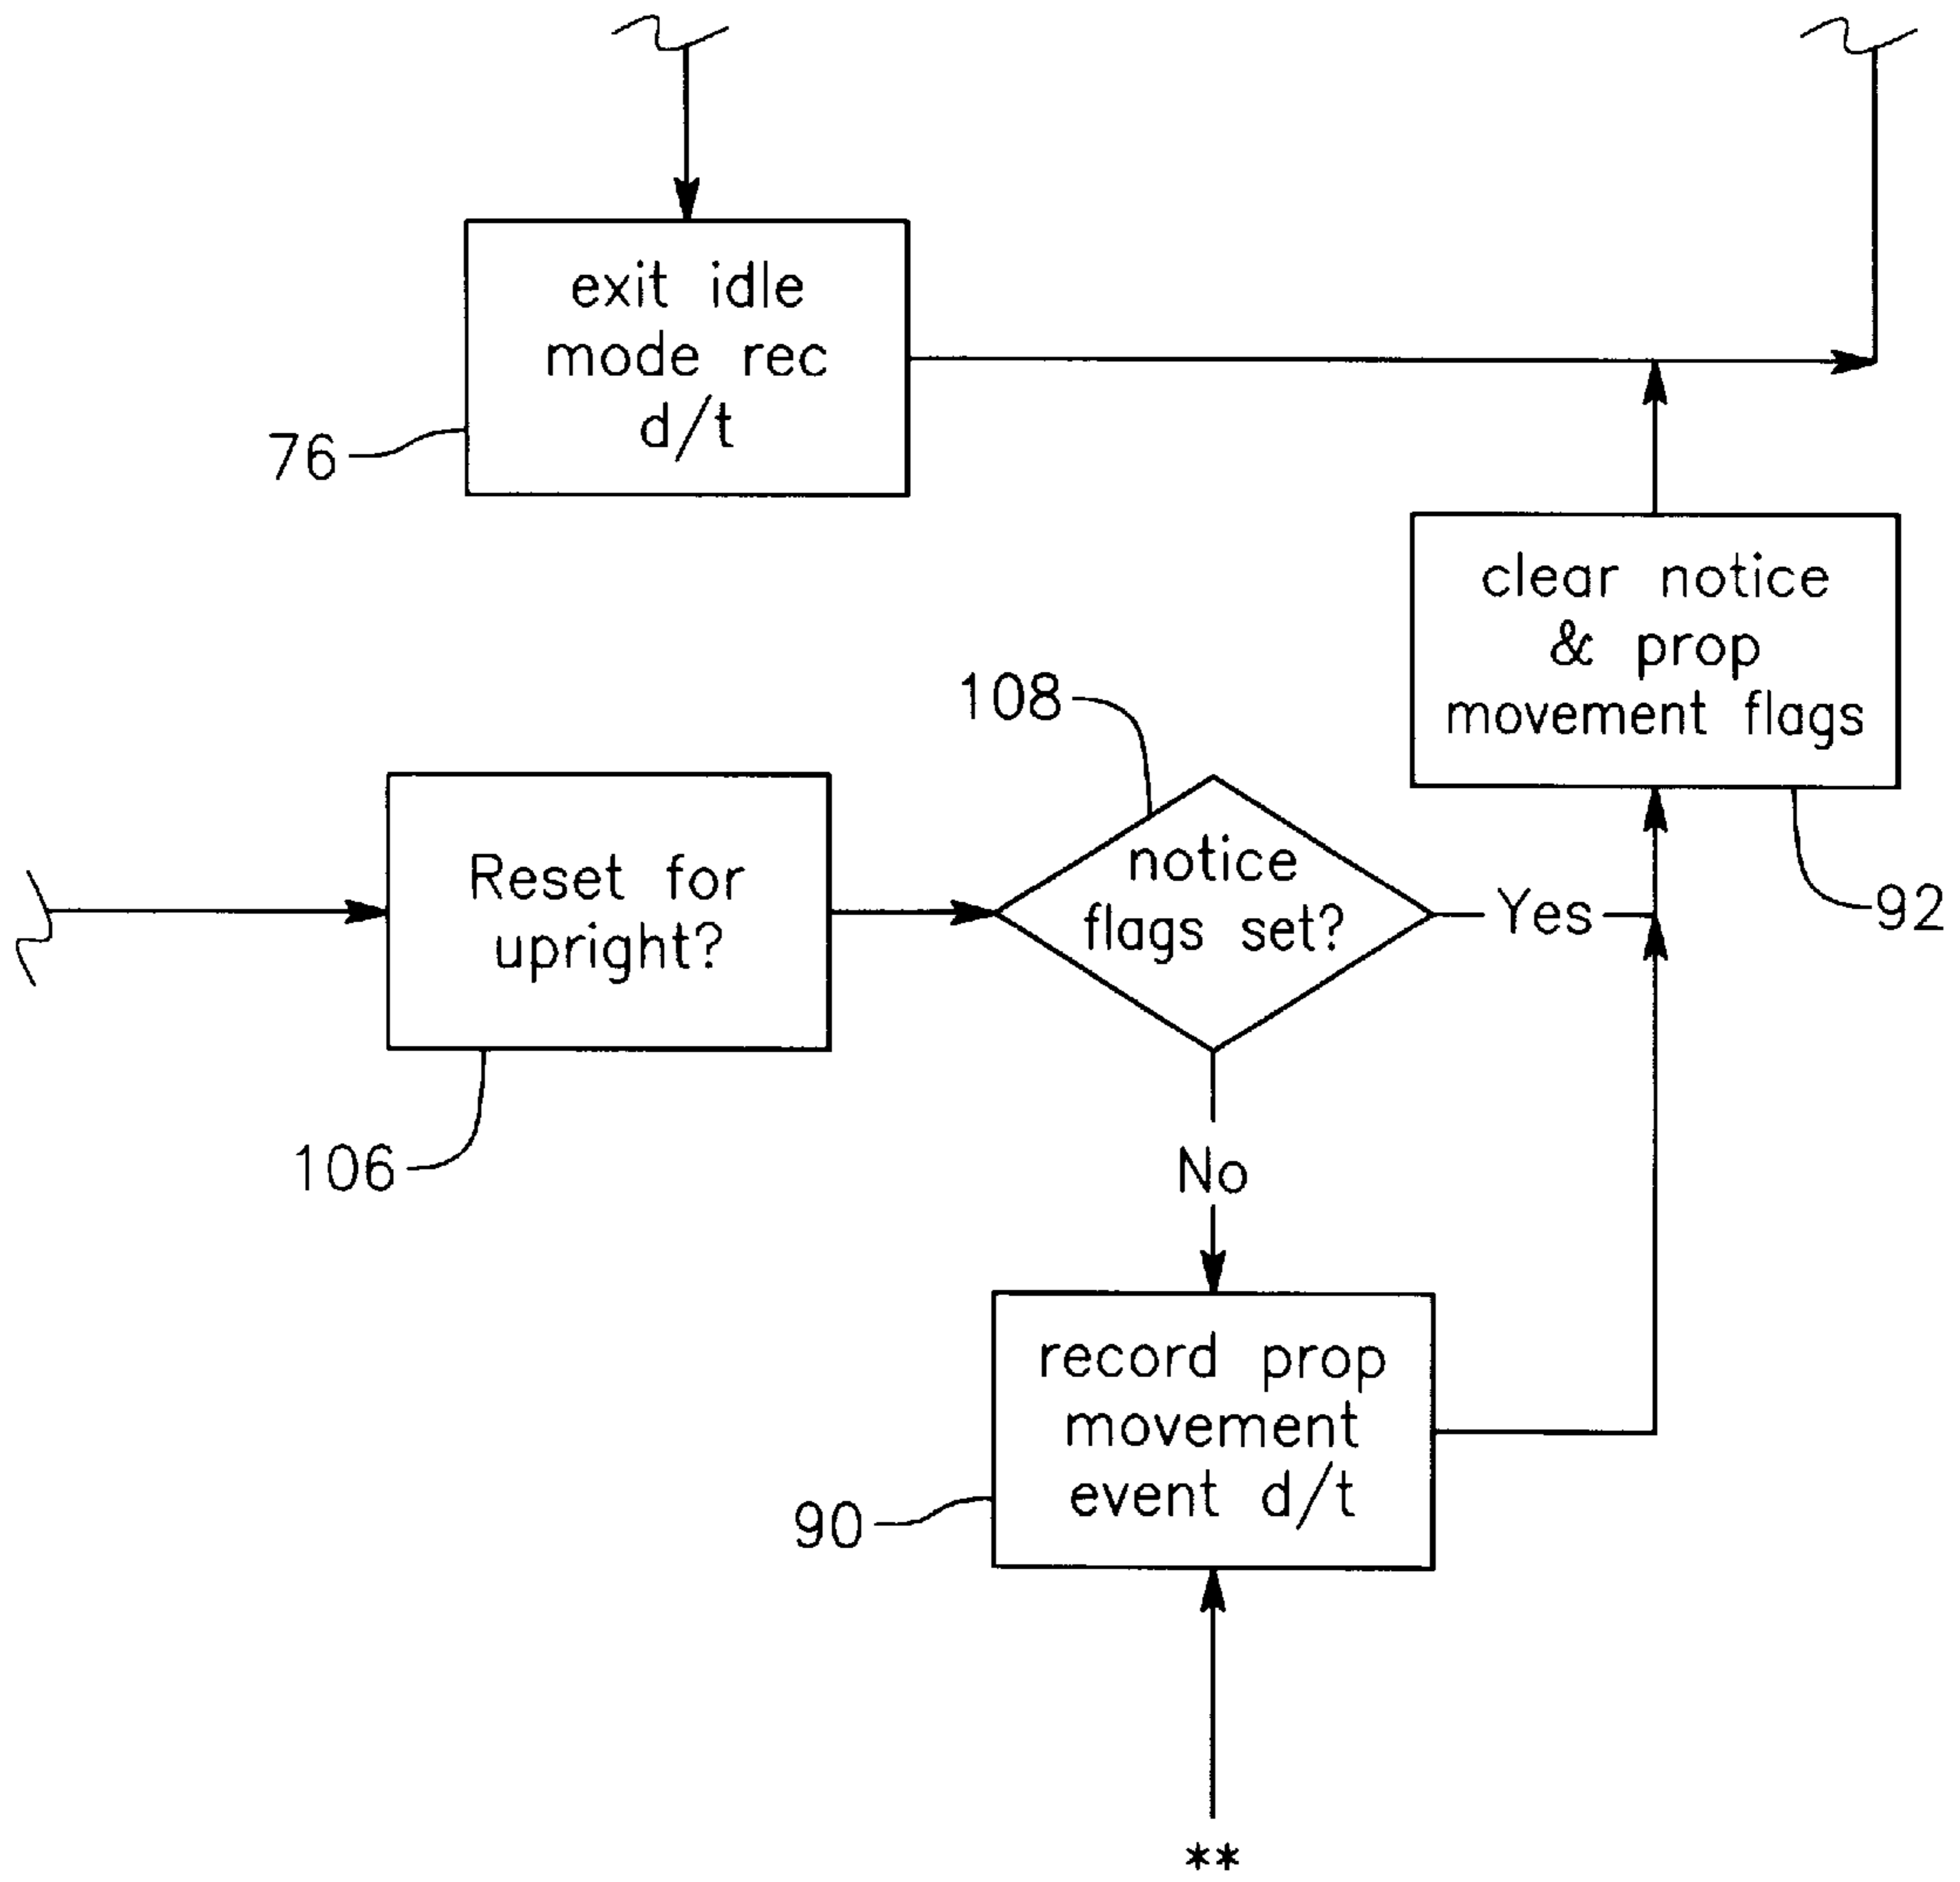 exit idle
mode rec
d/t
76
clear notice
& prop
movement flags
92
108
Reset for
upright?
106
notice
flags set?
Yes
No
record prop
movement
event d/t
90
**